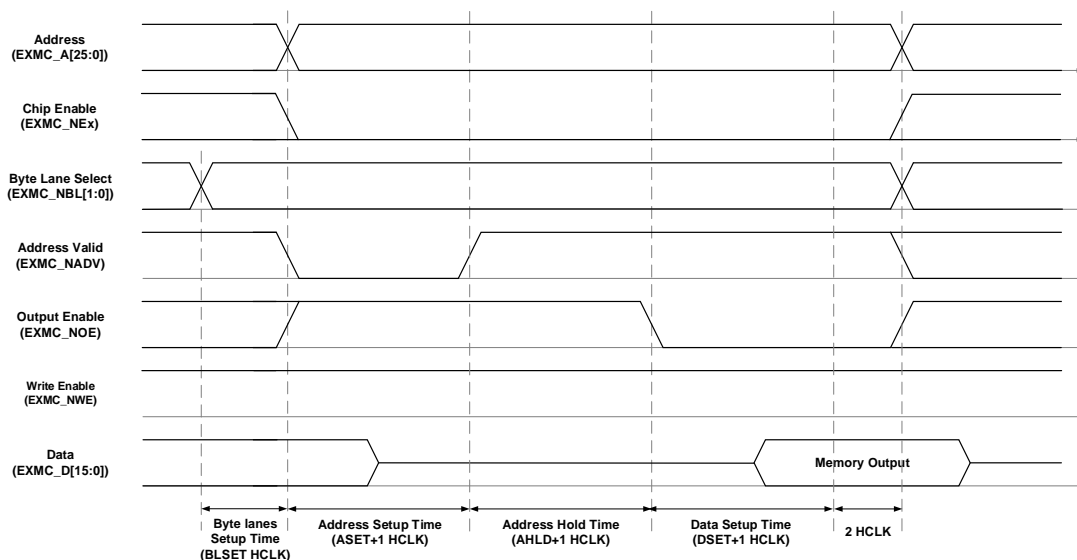 Address
(EXMC_A[25:0])
Chip Enable
(EXMC_NEx)
Byte Lane Select
(EXMC_NBL[1:0])
Address Valid
(EXMC_NADV)
Output Enable
(EXMC_NOE)
Write Enable
(EXMC_NWE)
Data
(EXMC_D[15:0])
Memory Output
Byte lanes
Setup Time
(BLSET HCLK)
Address Setup Time
(ASET+1 HCLK)
Address Hold Time
(AHLD+1 HCLK)
Data Setup Time
(DSET+1 HCLK)
2 HCLK